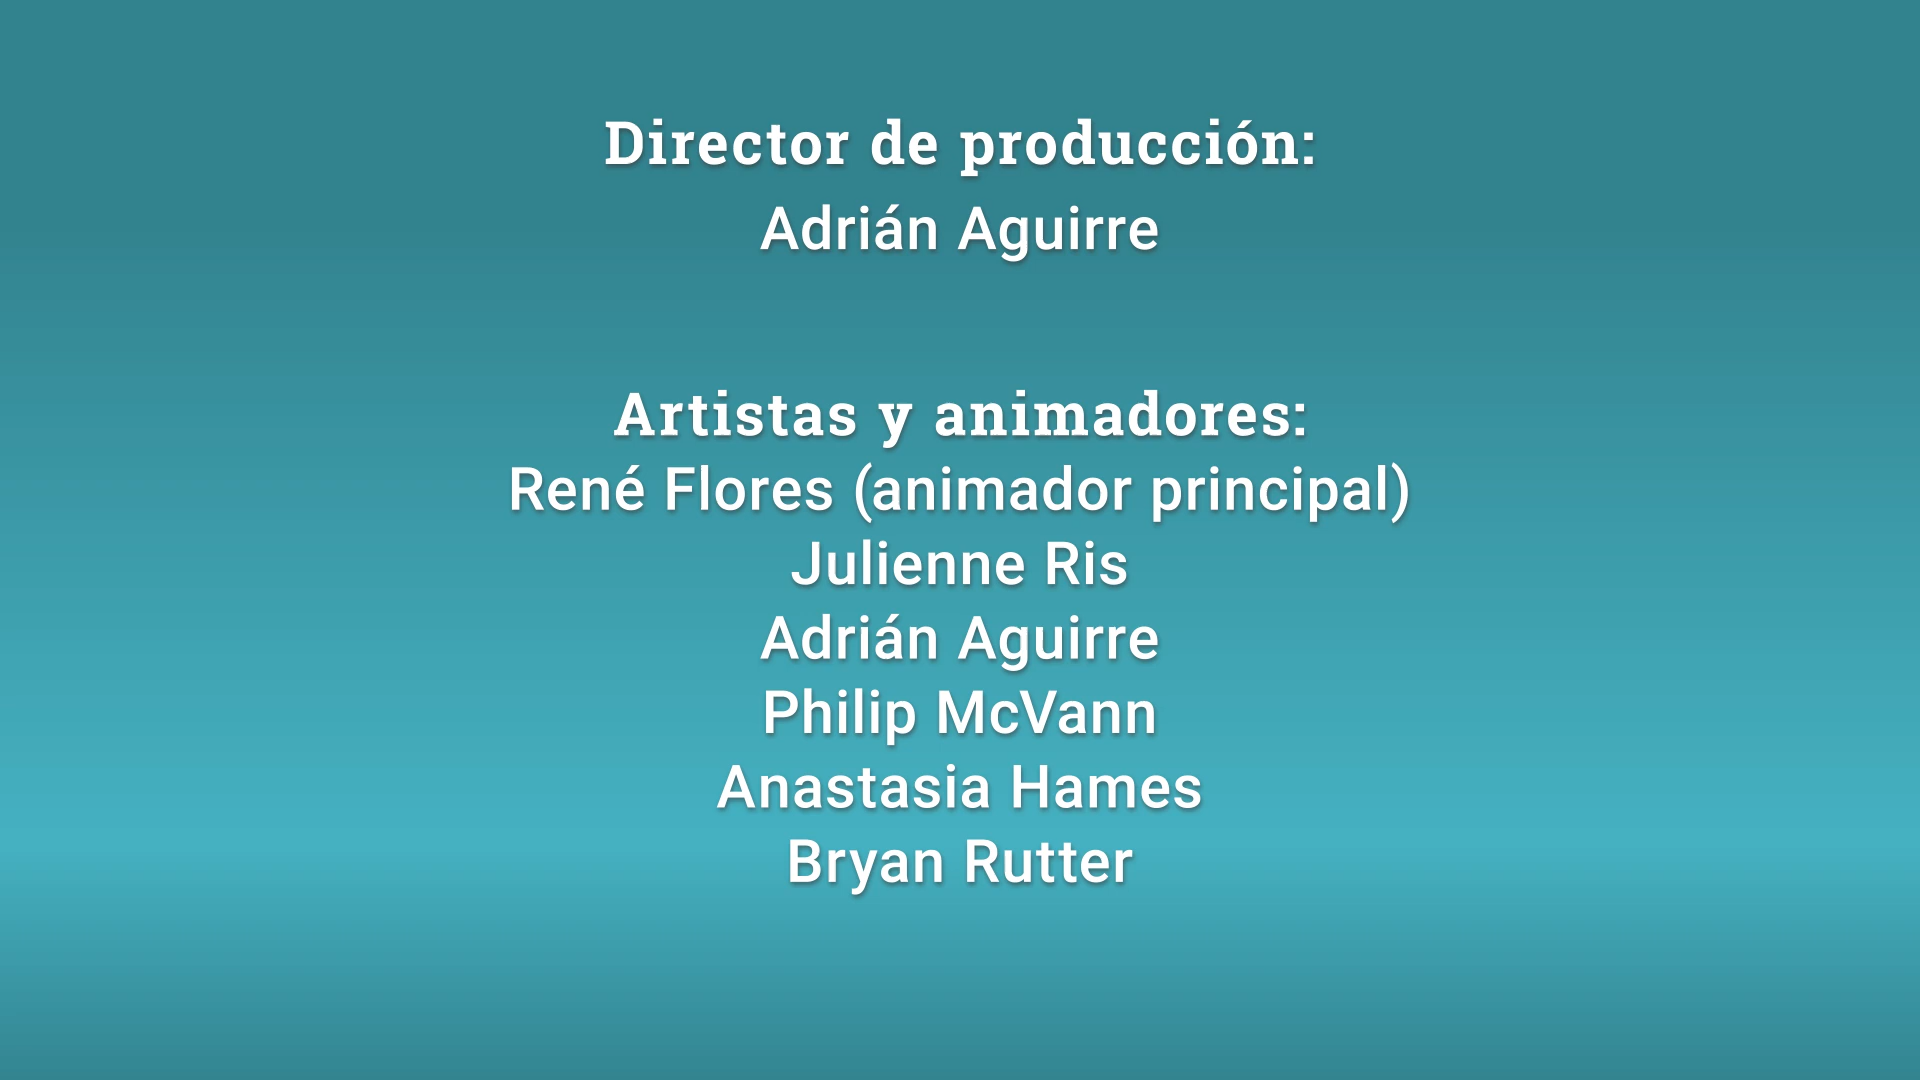 Director de producción:
Adrián Aguirre
Artistas y animadores:
René Flores (animador principal)
Julienne Ris
Adrián Aguirre
Philip McVann
Anastasia Hames
Bryan Rutter